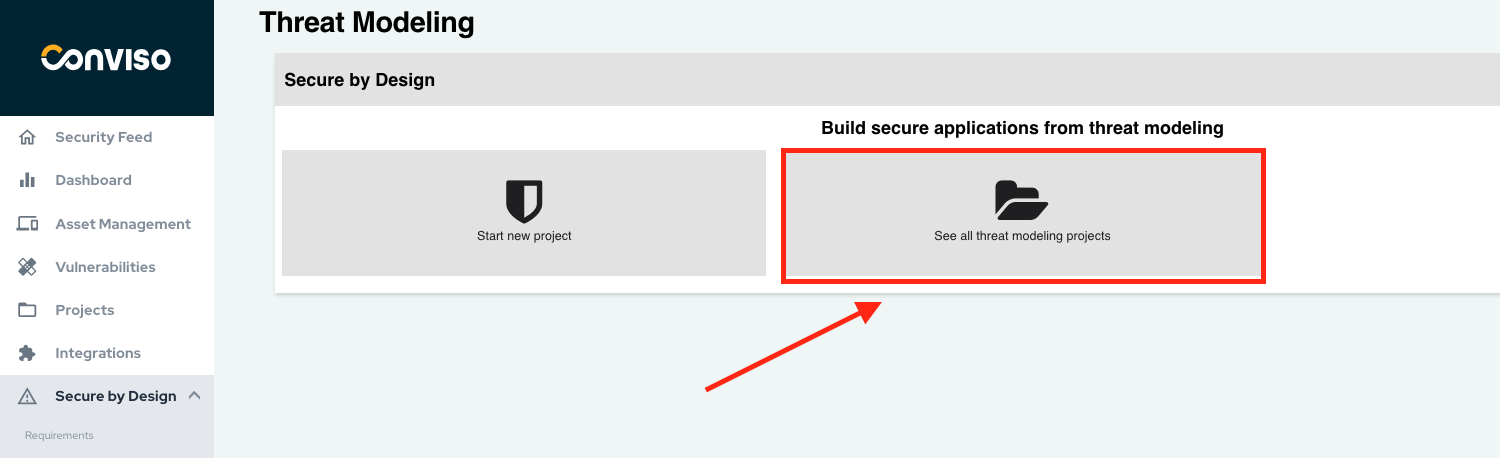 Conviso
Security Feed
Dashboard
Asset Management
Vulnerabilities
Projects
Integrations
Secure by Design
Requirements
Threat Modeling
Secure by Design
Build secure applications from threat modeling
Start new project
See all threat modeling projects